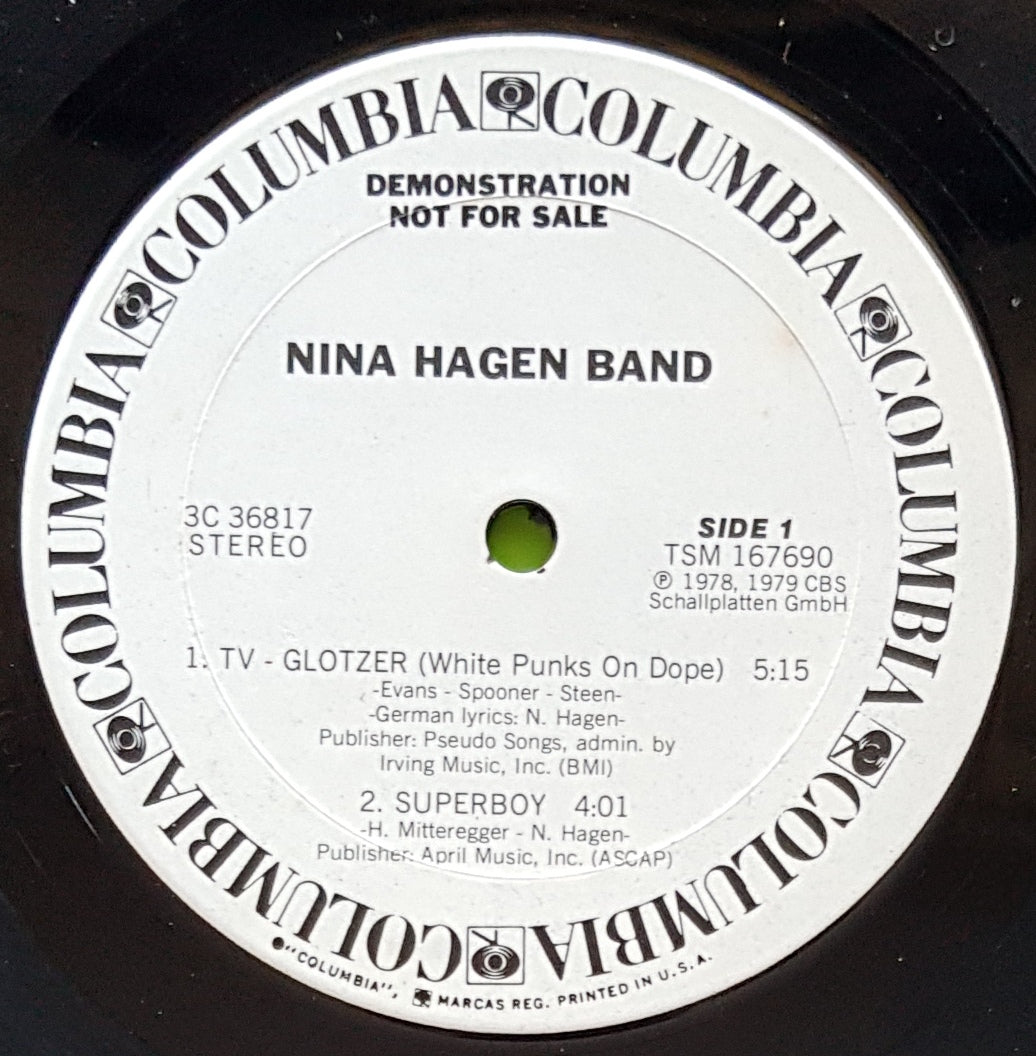 COLUMBIA COLUMBIA COLUMBIA COLUMBIA COLUMBIA COLUMBIA COLUMBIA COLUMBIA
DEMONSTRATION
NOT FOR SALE
NINA HAGEN BAND
3C 36817
STEREO
SIDE 1
TSM 167690
℗ 1978, 1979 CBS
Schallplatten GmbH
1. TV - GLOTZER (White Punks On Dope) 5:15
-Evans - Spooner - Steen-
-German lyrics: N. Hagen-
Publisher: Pseudo Songs, admin. by
Irving Music, Inc. (BMI)
2. SUPERBOY 4:01
-H. Mitteregger - N. Hagen-
Publisher: April Music, Inc. (ASCAP)
●"COLUMBIA", MARCAS REG. PRINTED IN U.S.A.